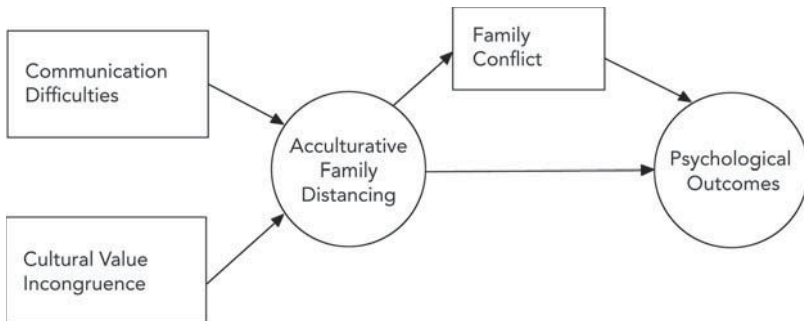 Family
Conflict
Communication
Difficulties
Acculturative
Family
Distancing
Psychological
Outcomes
Cultural Value
Incongruence